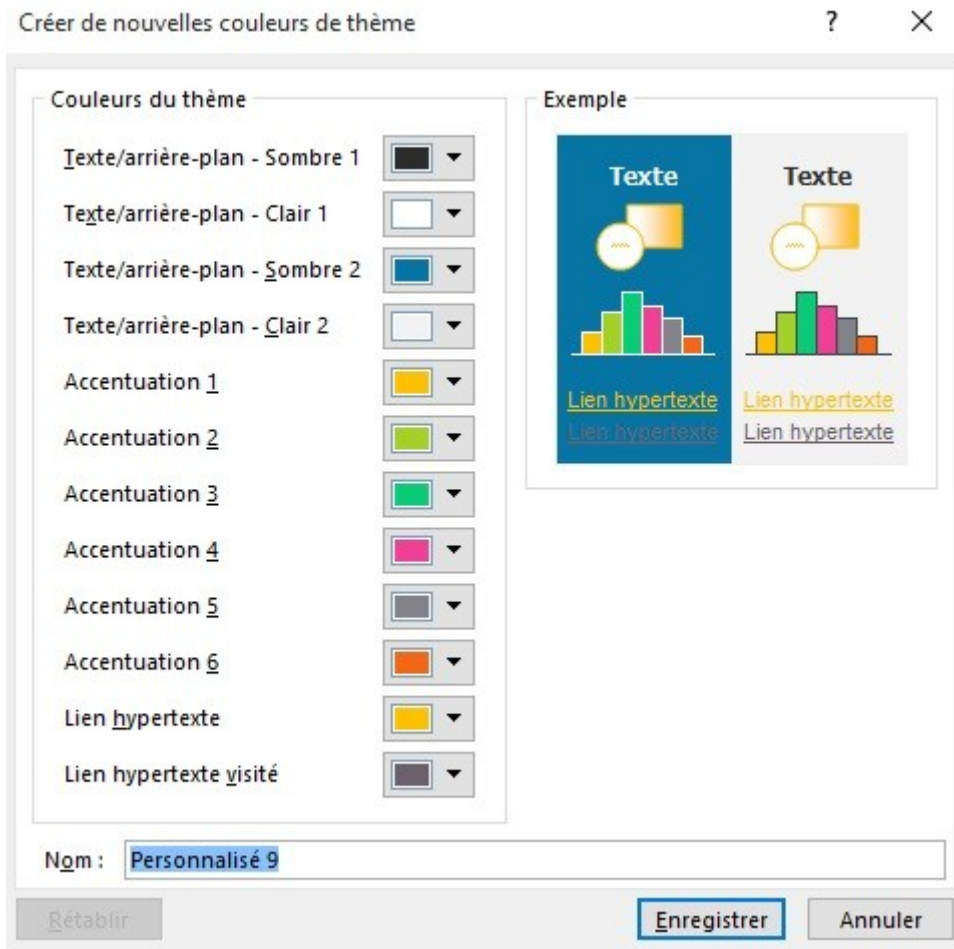 Créer de nouvelles couleurs de thème
?
Couleurs du thème
Texte/arrière-plan - Sombre 1
Texte/arrière-plan - Clair 1
Texte/arrière-plan - Sombre 2
Texte/arrière-plan - Clair 2
Accentuation 1
Accentuation 2
Accentuation 3
Accentuation 4
Accentuation 5
Accentuation 6
Lien hypertexte
Lien hypertexte visité
Exemple
Texte Texte
Lien hypertexte Lien hypertexte
Lien hypertexte Lien hypertexte
Nom : Personnalisé 9
Rétablir Enregistrer Annuler